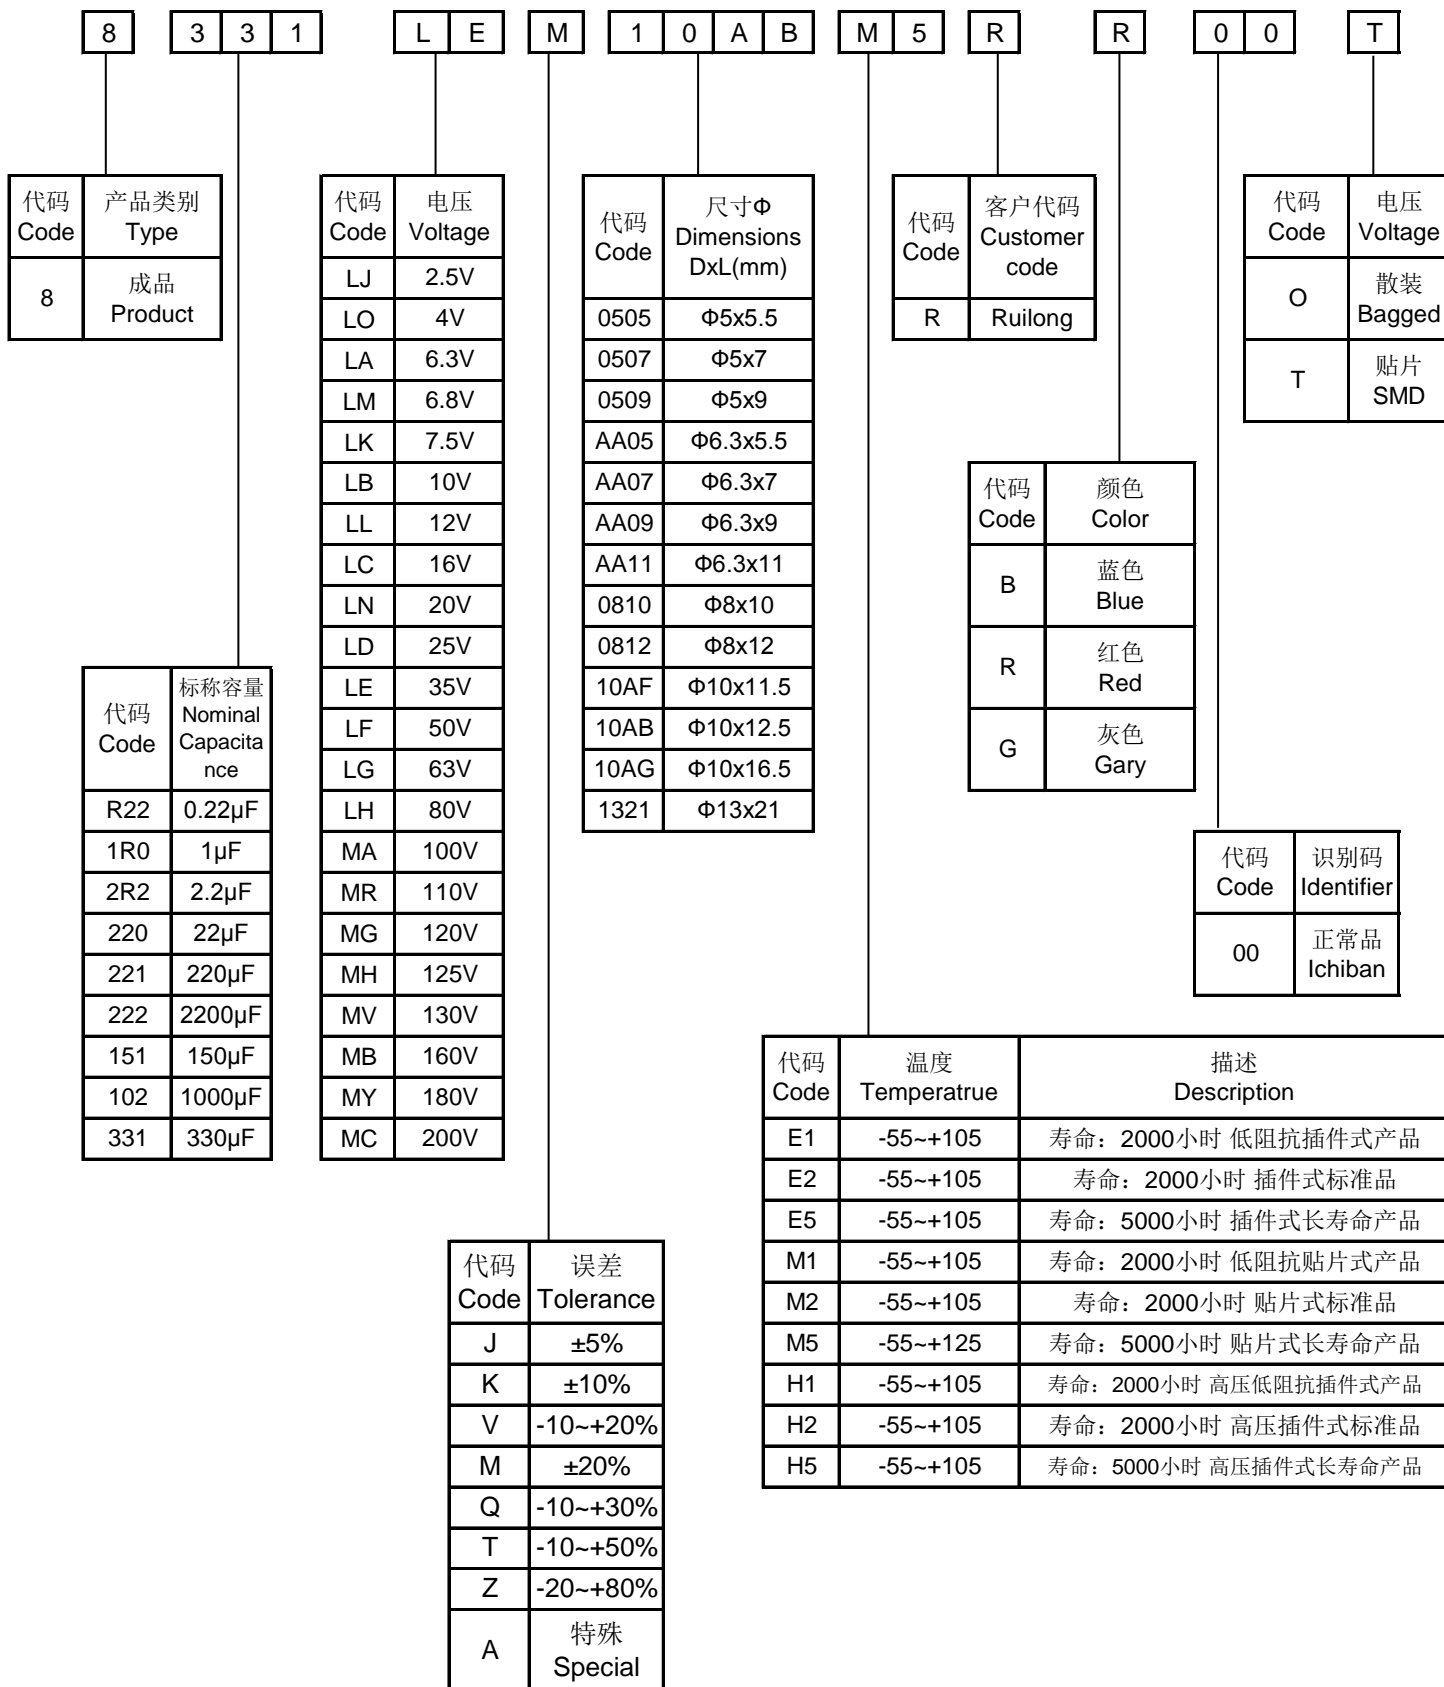 8 3 3 1 L E M 1 0 A B M 5 R R 0 0 T
代码 产品类别
Code Type
8 成品
Product
代码 标称容量
Code Nominal
Capacita
nce
R22 0.22μF
1R0 1μF
2R2 2.2μF
220 22μF
221 220μF
222 2200μF
151 150μF
102 1000μF
331 330μF
代码 电压
Code Voltage
LJ 2.5V
LO 4V
LA 6.3V
LM 6.8V
LK 7.5V
LB 10V
LL 12V
LC 16V
LN 20V
LD 25V
LE 35V
LF 50V
LG 63V
LH 80V
MA 100V
MR 110V
MG 120V
MH 125V
MV 130V
MB 160V
MY 180V
MC 200V
代码 误差
Code Tolerance
J ±5%
K ±10%
V -10~+20%
M ±20%
Q -10~+30%
T -10~+50%
Z -20~+80%
A 特殊
Special
代码 尺寸Φ
Code Dimensions
DxL(mm)
0505 Φ5x5.5
0507 Φ5x7
0509 Φ5x9
AA05 Φ6.3x5.5
AA07 Φ6.3x7
AA09 Φ6.3x9
AA11 Φ6.3x11
0810 Φ8x10
0812 Φ8x12
10AF Φ10x11.5
10AB Φ10x12.5
10AG Φ10x16.5
1321 Φ13x21
代码 温度 描述
Code Temperatrue Description
E1 -55~+105 寿命：2000小时 低阻抗插件式产品
E2 -55~+105 寿命：2000小时 插件式标准品
E5 -55~+105 寿命：5000小时 插件式长寿命产品
M1 -55~+105 寿命：2000小时 低阻抗贴片式产品
M2 -55~+105 寿命：2000小时 贴片式标准品
M5 -55~+125 寿命：5000小时 贴片式长寿命产品
H1 -55~+105 寿命：2000小时 高压低阻抗插件式产品
H2 -55~+105 寿命：2000小时 高压插件式标准品
H5 -55~+105 寿命：5000小时 高压插件式长寿命产品
代码 客户代码
Code Customer
code
R Ruilong
代码 颜色
Code Color
B 蓝色
Blue
R 红色
Red
G 灰色
Gary
代码 识别码
Code Identifier
00 正常品
Ichiban
代码 电压
Code Voltage
O 散装
Bagged
T 贴片
SMD